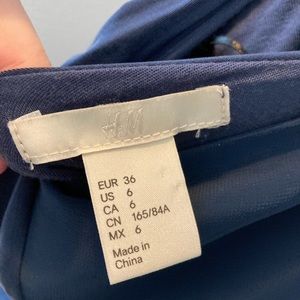 H&M
EUR 36
US 6
CA 6
CN 165/84A
MX 6
Made in
China